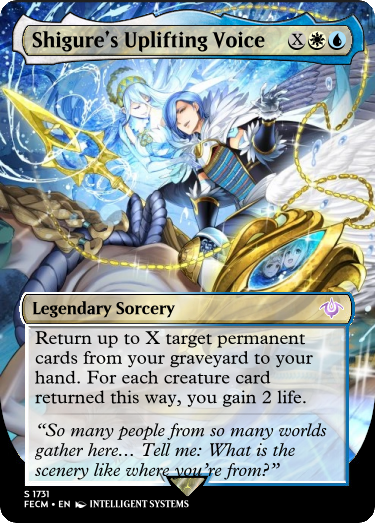 Shigure's Uplifting Voice X
Legendary Sorcery
Return up to X target permanent
cards from your graveyard to your
hand. For each creature card
returned this way, you gain 2 life.
“So many people from so many worlds
gather here... Tell me: What is the
scenery like where you're from?”
S 1731
FECM • EN INTELLIGENT SYSTEMS